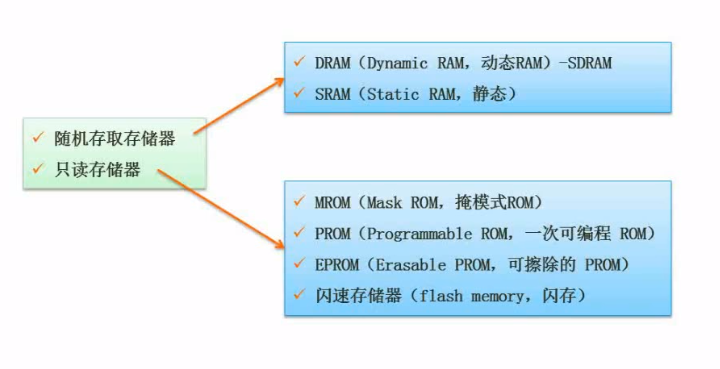 DRAM（Dynamic RAM，动态RAM）-SDRAM
SRAM（Static RAM，静态）
随机存取存储器
只读存储器
MROM（Mask ROM，掩模式ROM）
PROM（Programmable ROM，一次可编程 ROM）
EPROM（Erasable PROM，可擦除的 PROM）
闪速存储器（flash memory，闪存）